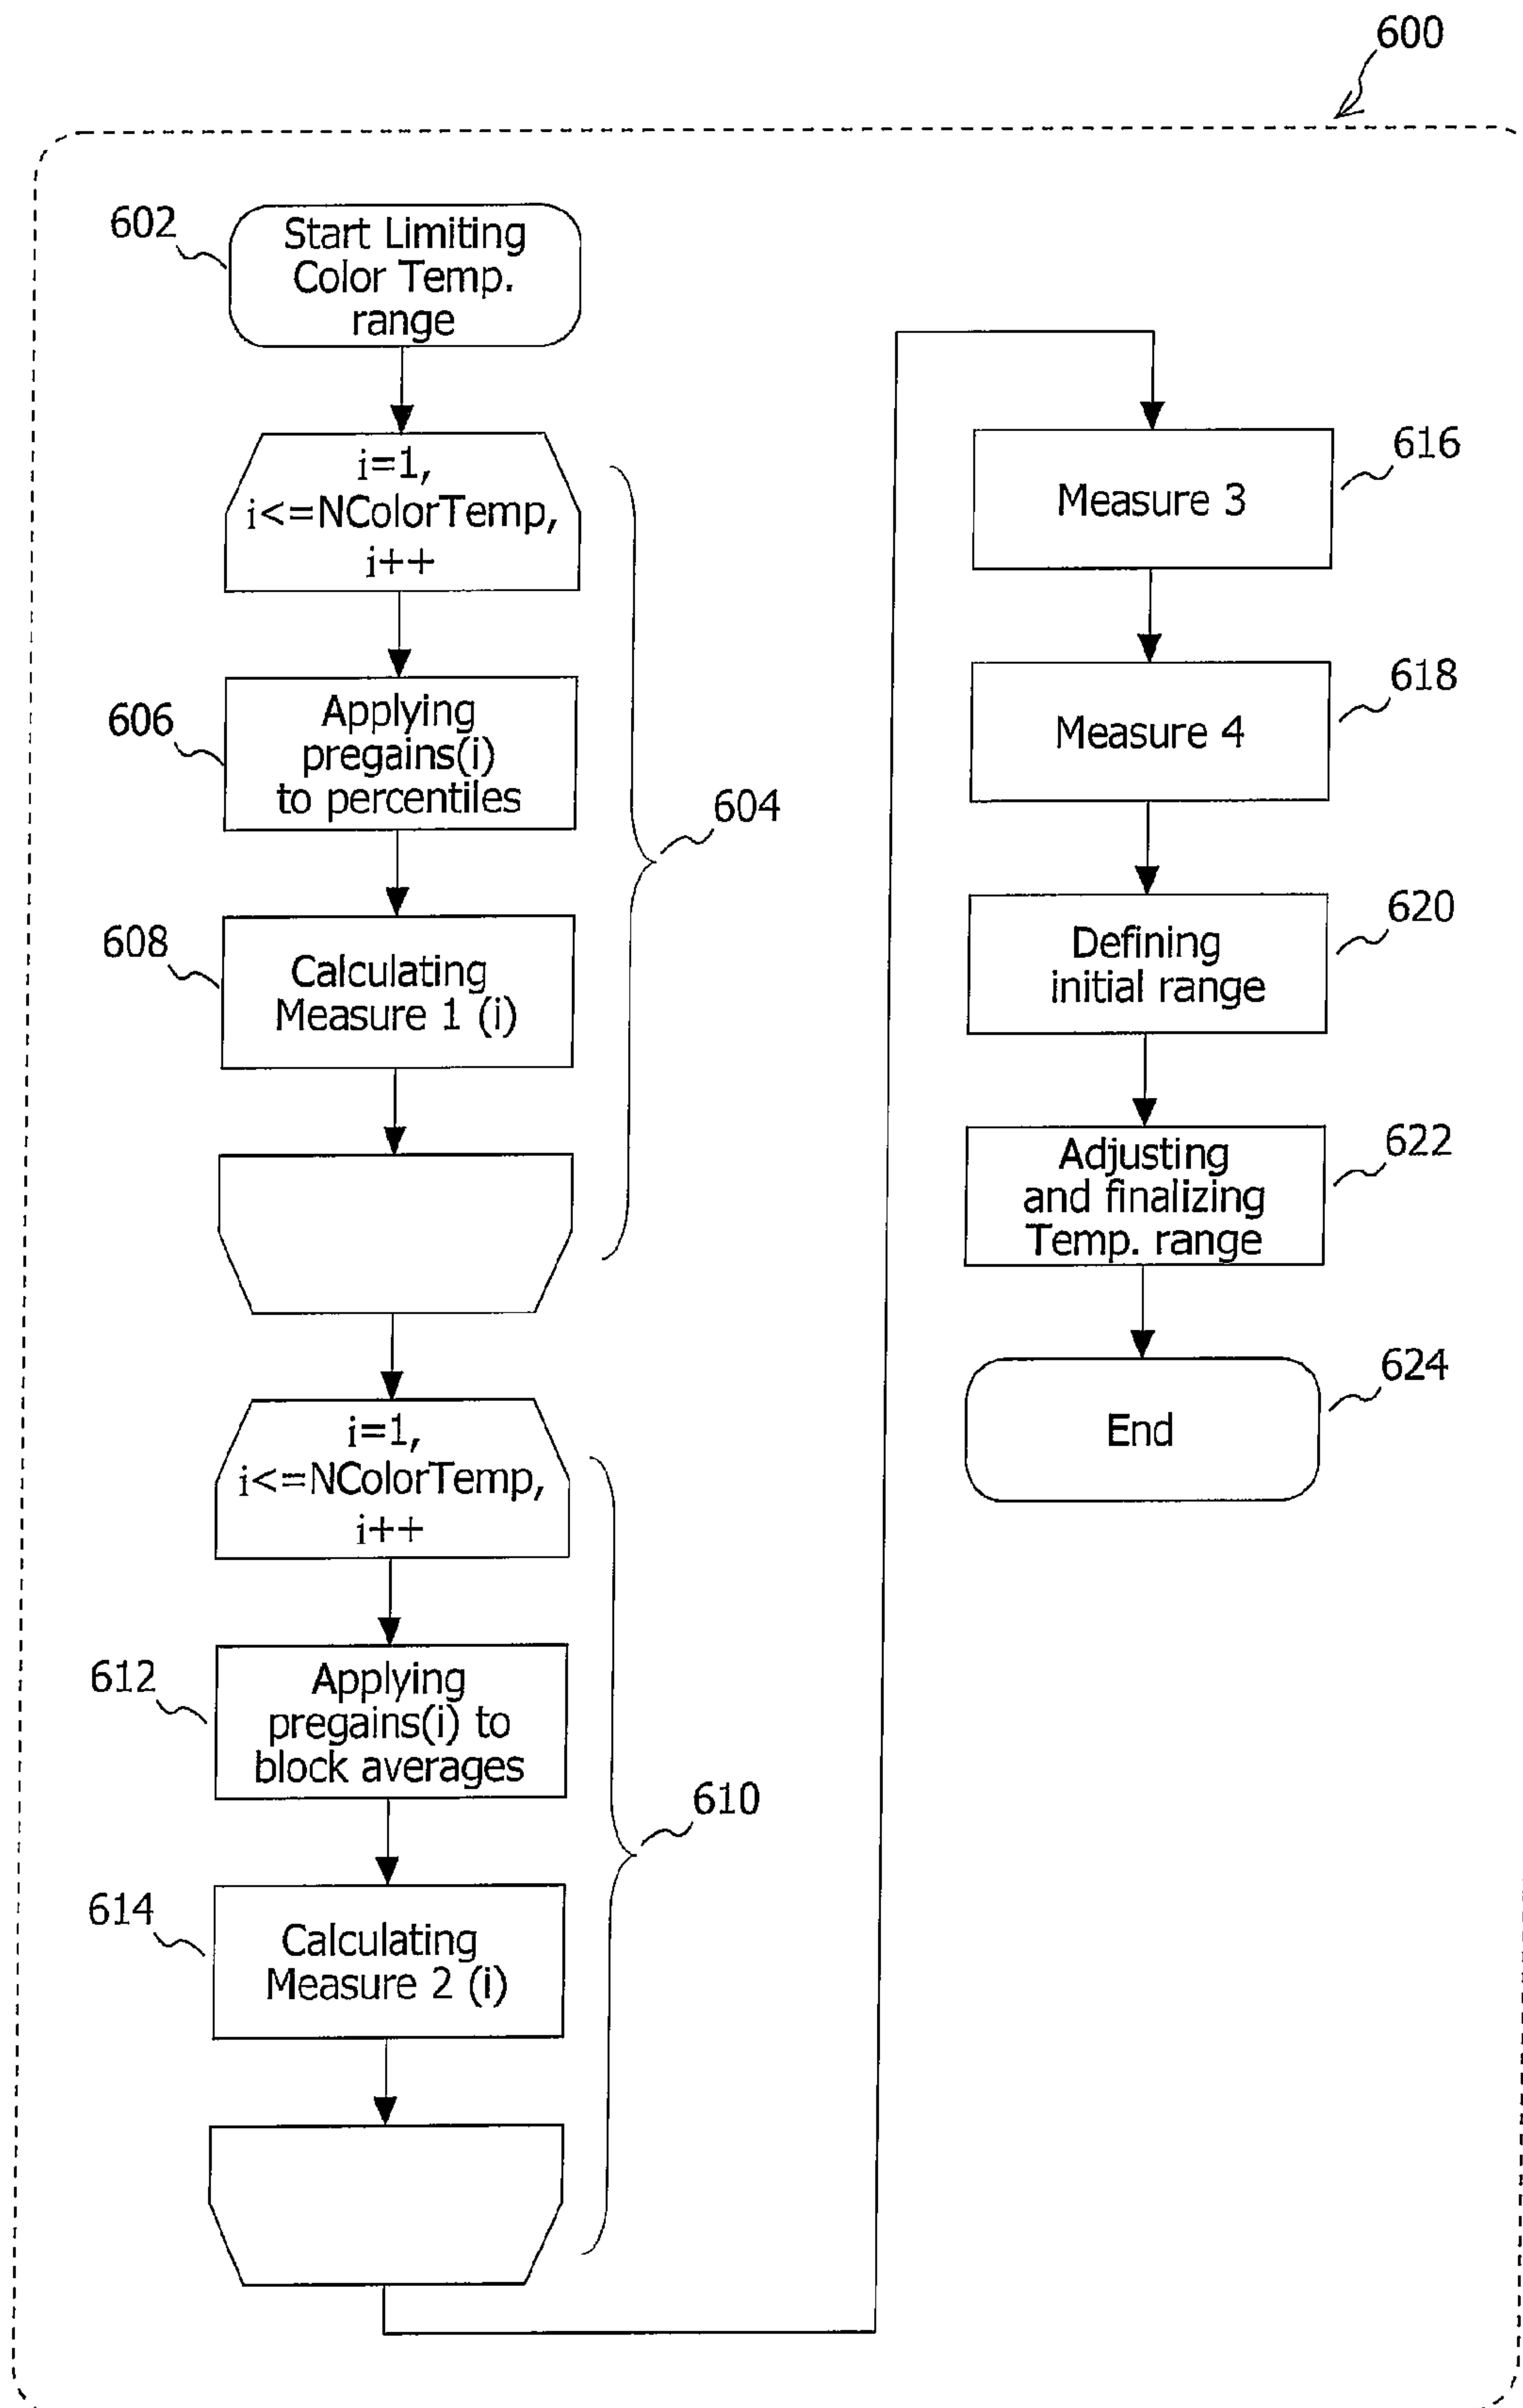 600
602
Start Limiting
Color Temp.
range
i=1,
i<=NColorTemp,
i++
606
Applying
pregains(i)
to percentiles
604
608
Calculating
Measure 1 (i)
i=1,
i<=NColorTemp,
i++
612
Applying
pregains(i) to
block averages
610
614
Calculating
Measure 2 (i)
616
Measure 3
618
Measure 4
620
Defining
initial range
622
Adjusting
and finalizing
Temp. range
624
End